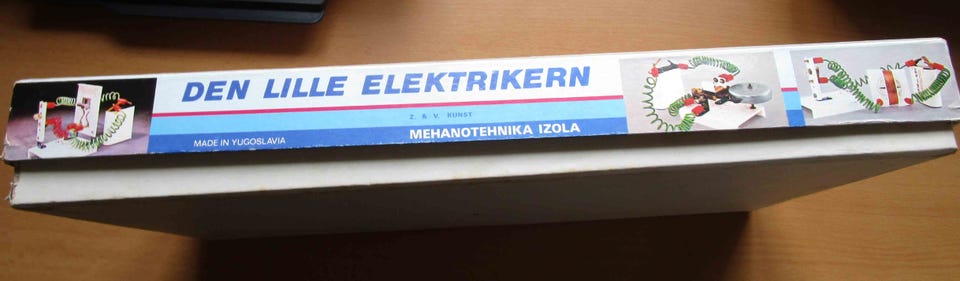 DEN LILLE ELEKTRIKERN
Z. & V. KUNST
MADE IN YUGOSLAVIA
MEHANOTEHNIKA IZOLA